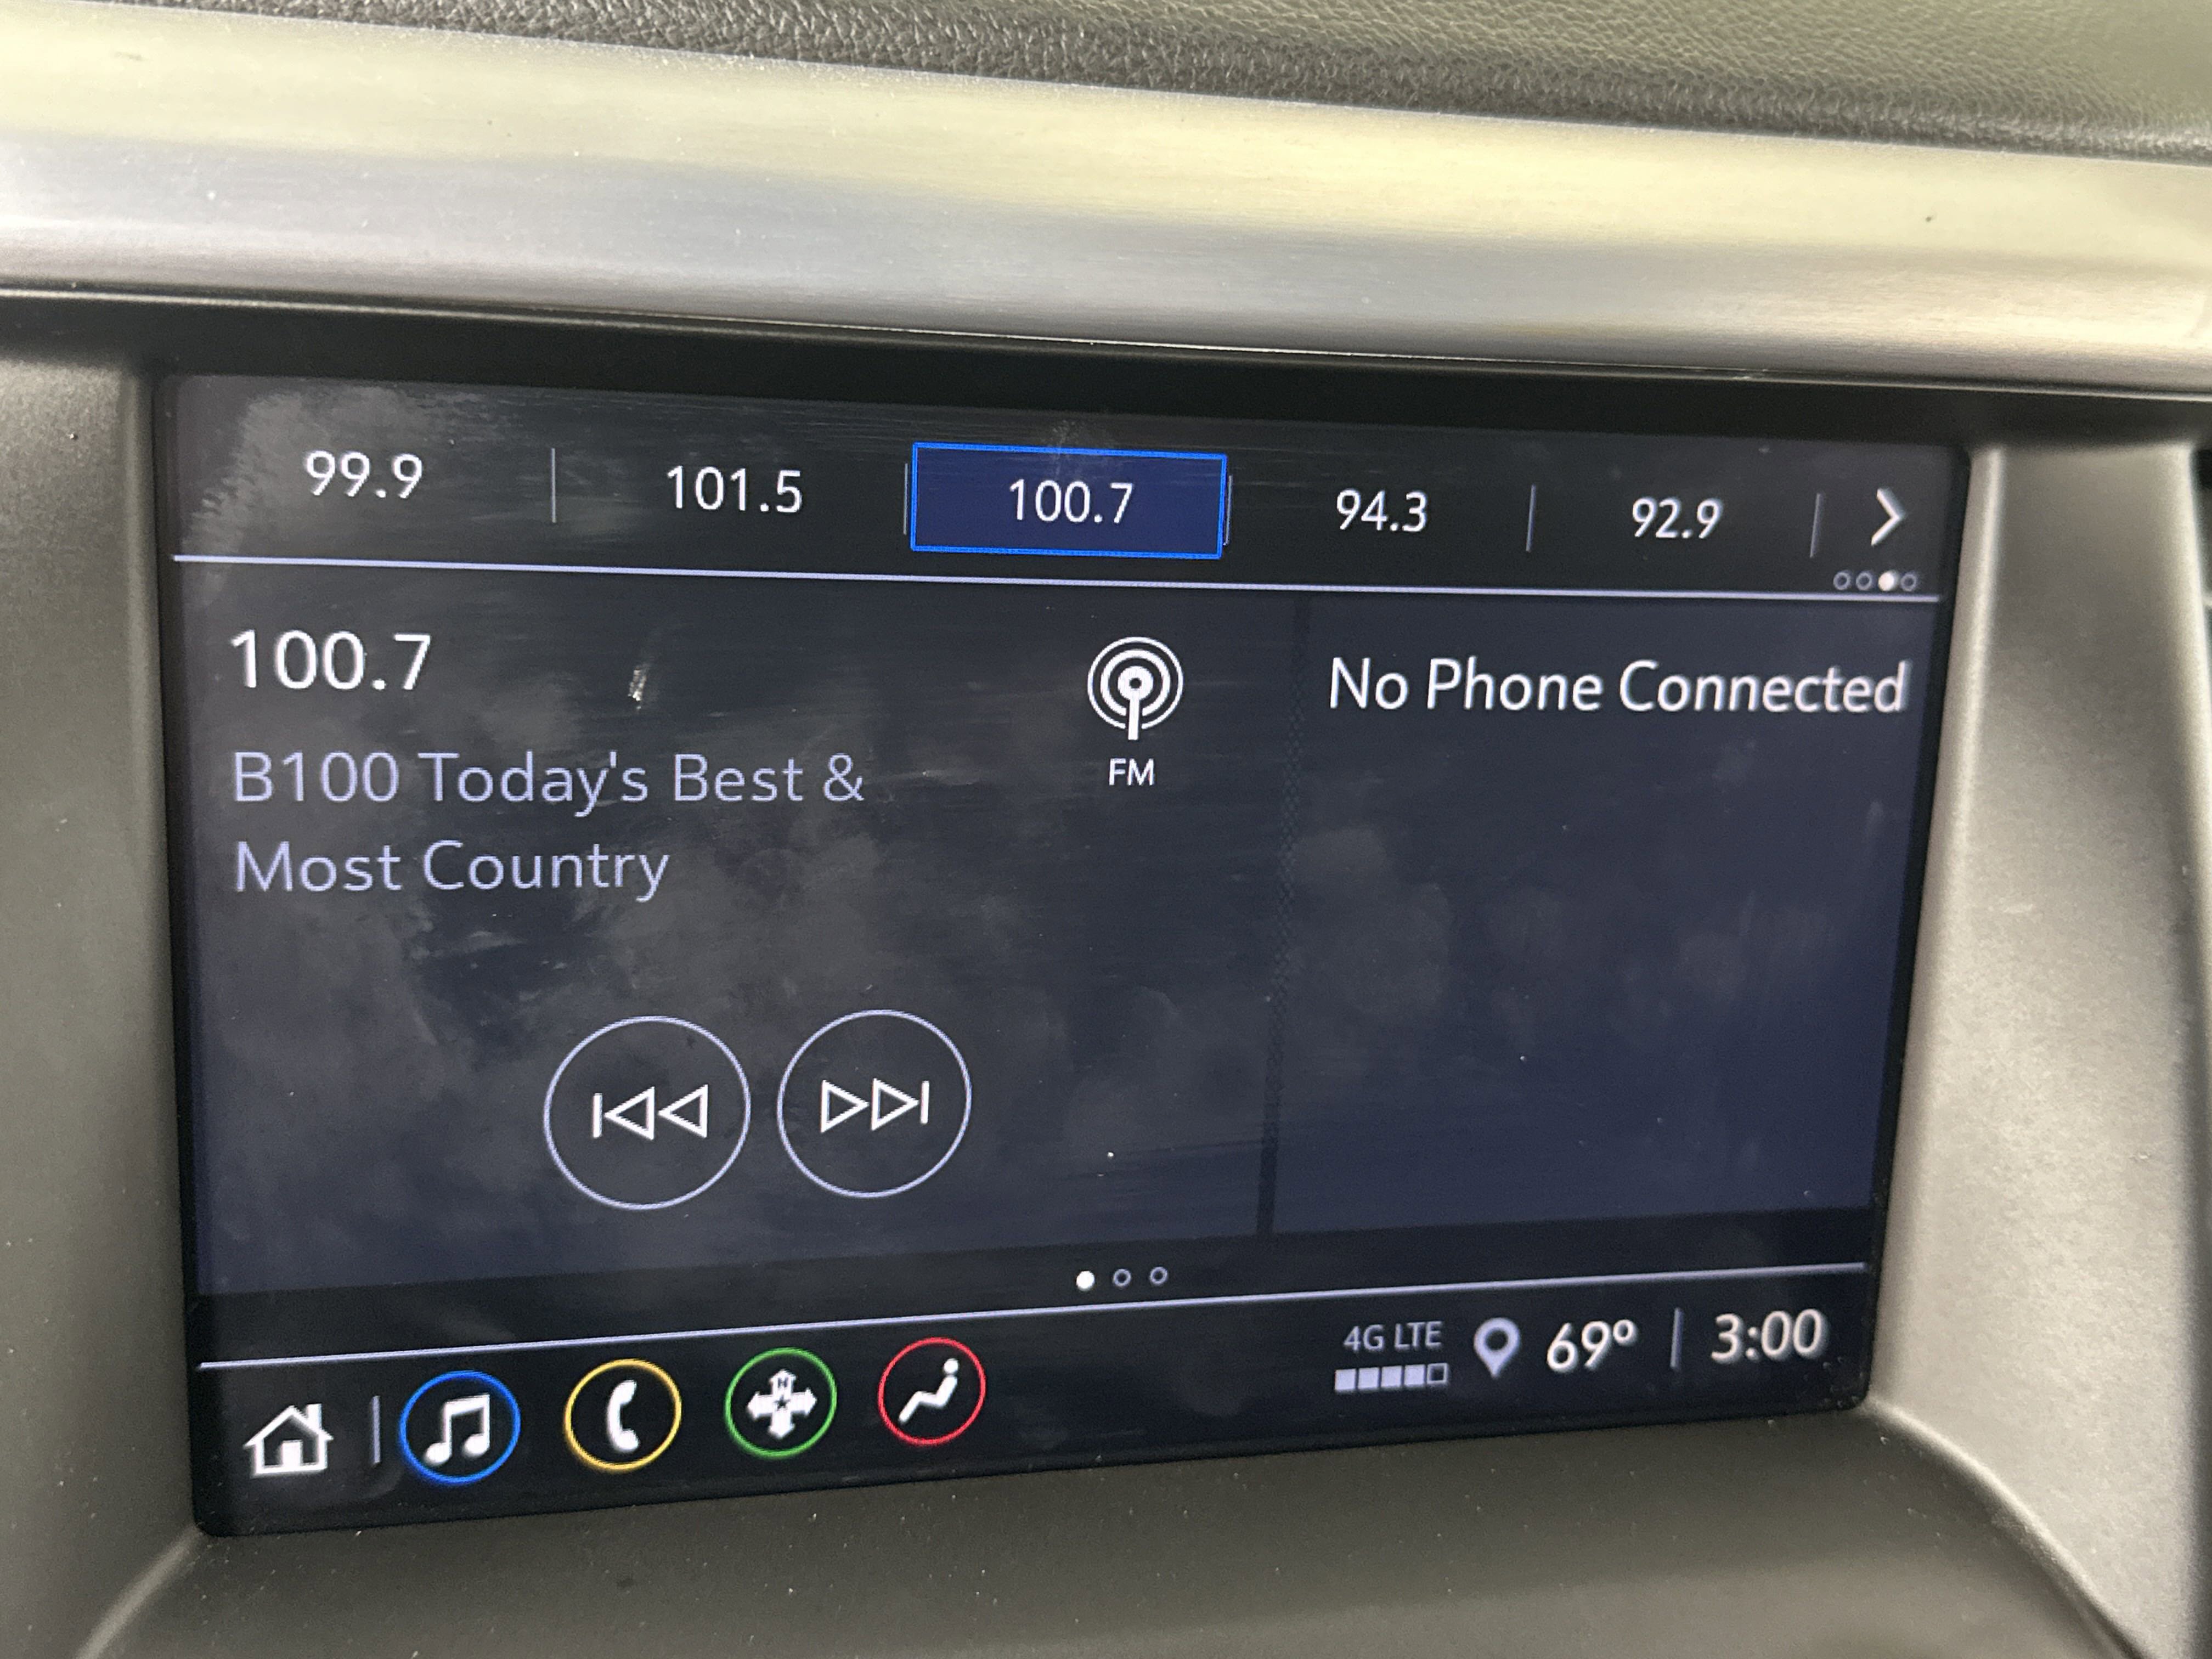 99.9 101.5 100.7 94.3 92.9
100.7
FM
No Phone Connected
B100 Today's Best &
Most Country
4G LTE
69º 3:00
N